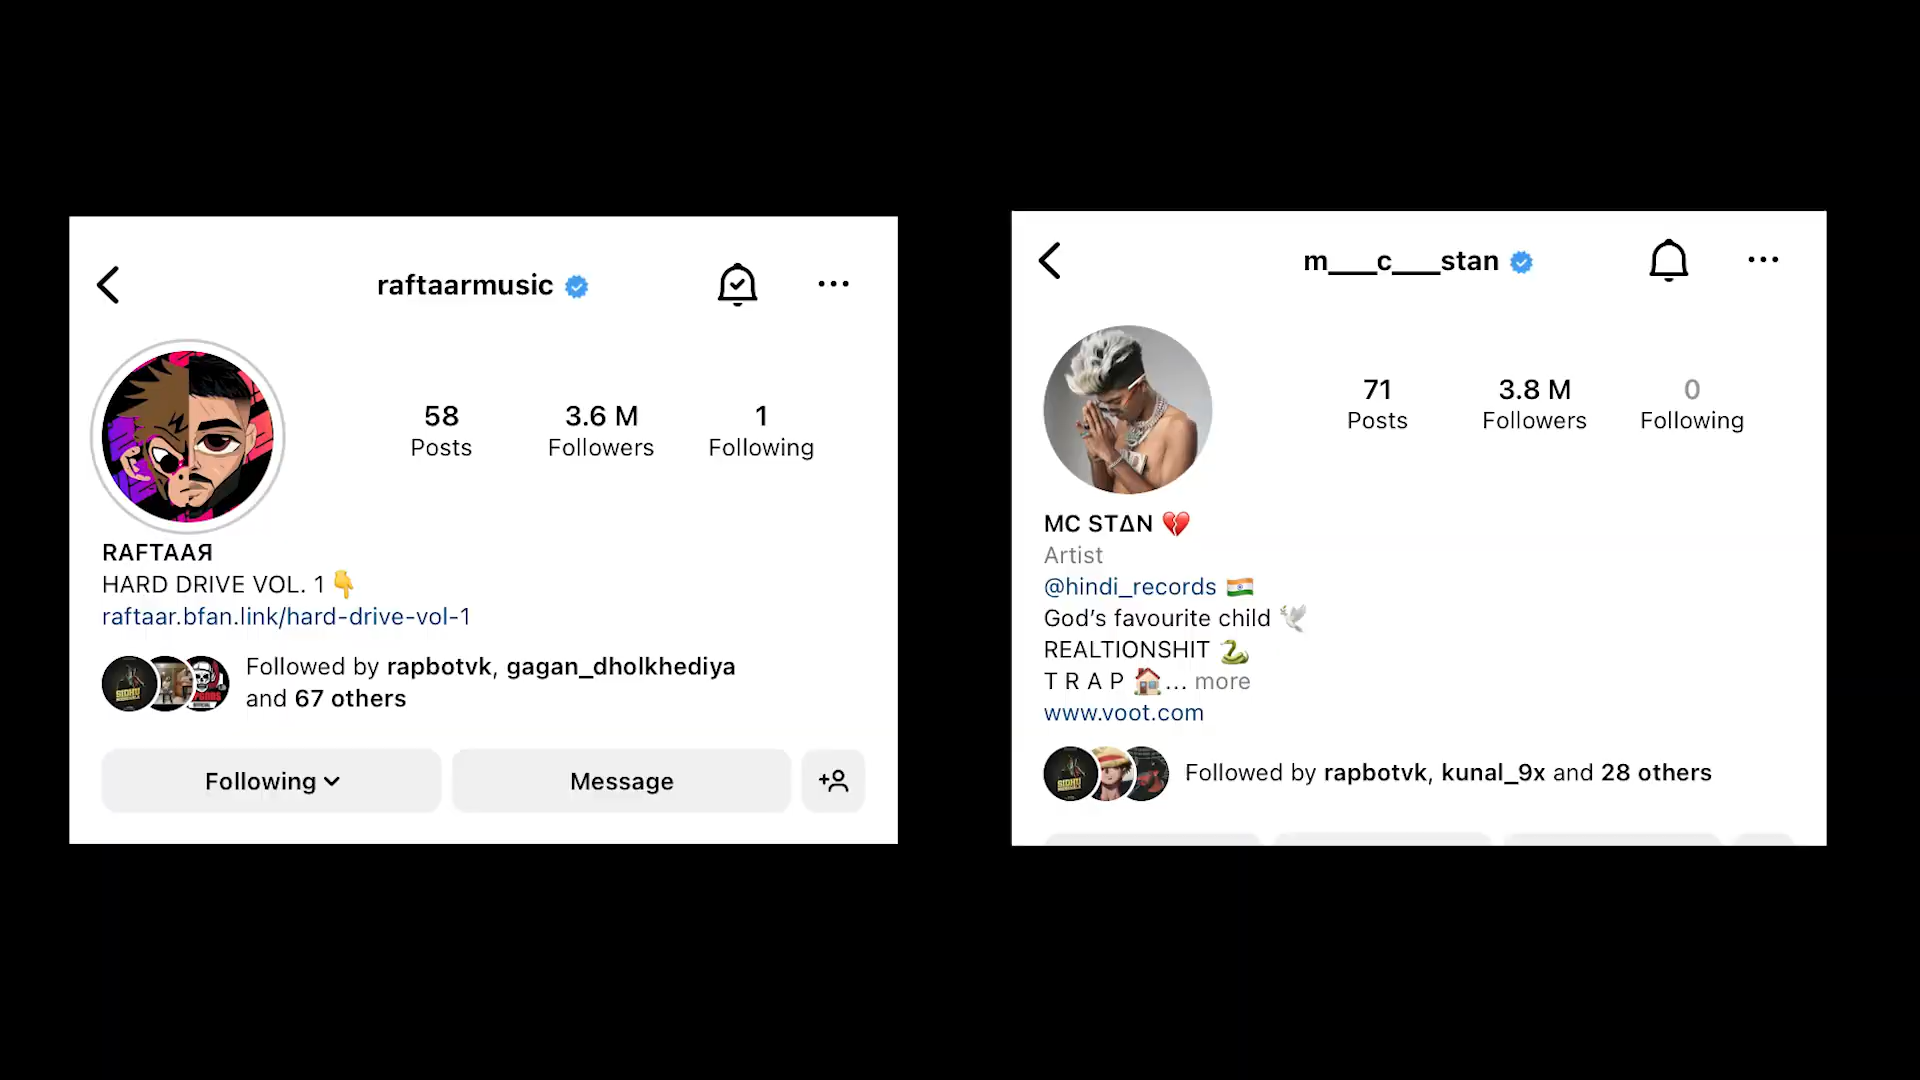 raftaarmusic
58
Posts
3.6 M
Followers
1
Following
RAFTAAЯ
HARD DRIVE VOL. 1 👇
raftaar.bfan.link/hard-drive-vol-1
Followed by rapbotvk, gagan_dholkhediya
and 67 others
Following
Message
m___c___stan
71
Posts
3.8 M
Followers
0
Following
MC STΔN 💔
Artist
@hindi_records 🇮🇳
God’s favourite child 🕊
REALTIONSHIT 🐍
T R A P 🏠... more
www.voot.com
Followed by rapbotvk, kunal_9x and 28 others